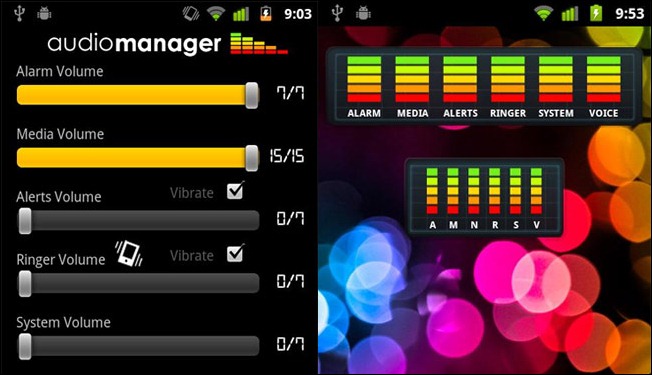 9:03
audiomanager
Alarm Volume
7/7
Media Volume
15/15
Alerts Volume
Vibrate
0/7
Ringer Volume
Vibrate
0/7
System Volume
0/7
9:53
ALARM MEDIA ALERTS RINGER SYSTEM VOICE
A M N R S V